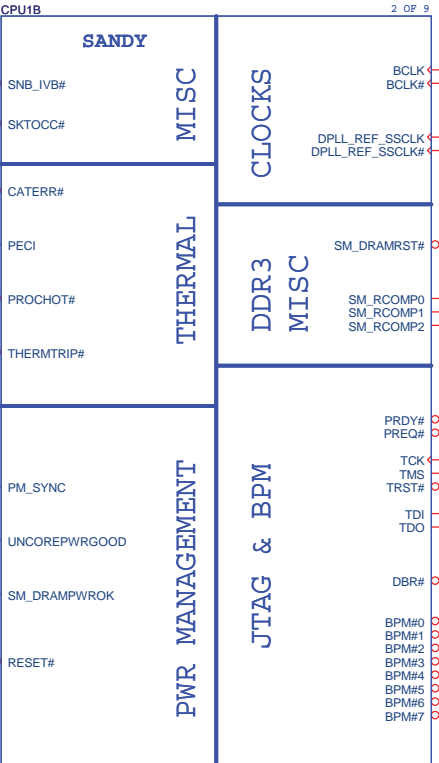 CPU1B
2 OF 9
SANDY
MISC
SNB_IVB#
SKTOCC#
THERMAL
CATERR#
PECI
PROCHOT#
THERMTRIP#
PWR MANAGEMENT
PM_SYNC
UNCOREPWRGOOD
SM_DRAMPWROK
RESET#
CLOCKS
BCLK
BCLK#
DPLL_REF_SSCLK
DPLL_REF_SSCLK#
DDR3
MISC
SM_DRAMRST#
SM_RCOMP0
SM_RCOMP1
SM_RCOMP2
JTAG & BPM
PRDY#
PREQ#
TCK
TMS
TRST#
TDI
TDO
DBR#
BPM#0
BPM#1
BPM#2
BPM#3
BPM#4
BPM#5
BPM#6
BPM#7